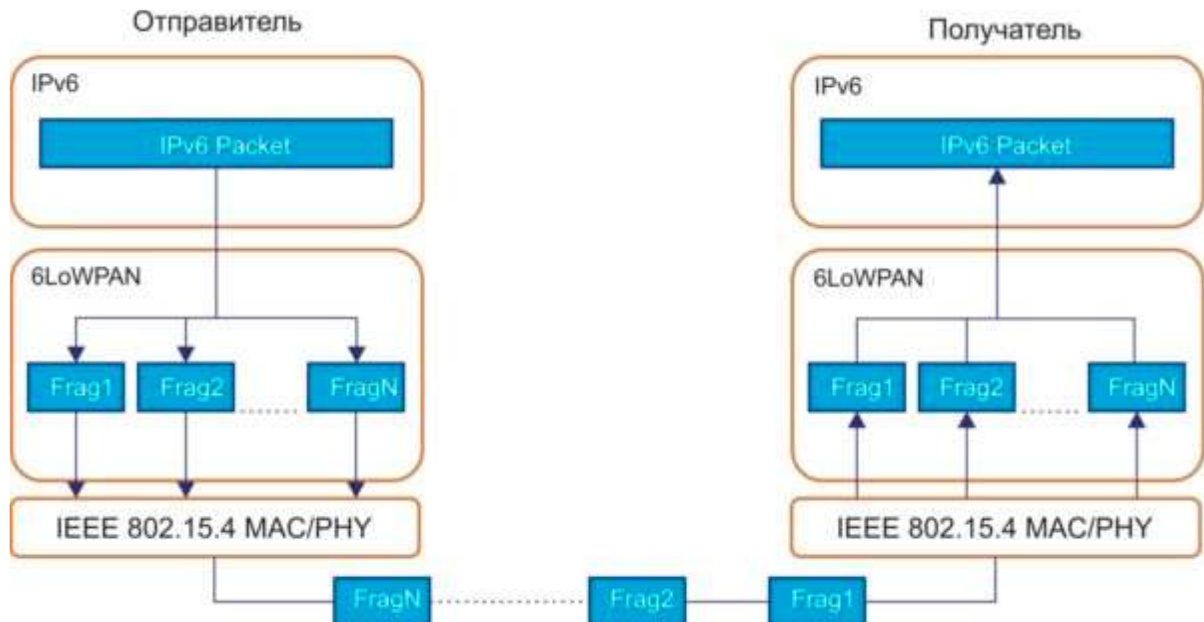 Отправитель
Получатель
IPv6
IPv6
IPv6 Packet
IPv6 Packet
6LoWPAN
6LoWPAN
Frag1
Frag2
FragN
Frag1
Frag2
FragN
IEEE 802.15.4 MAC/PHY
IEEE 802.15.4 MAC/PHY
FragN
Frag2
Frag1